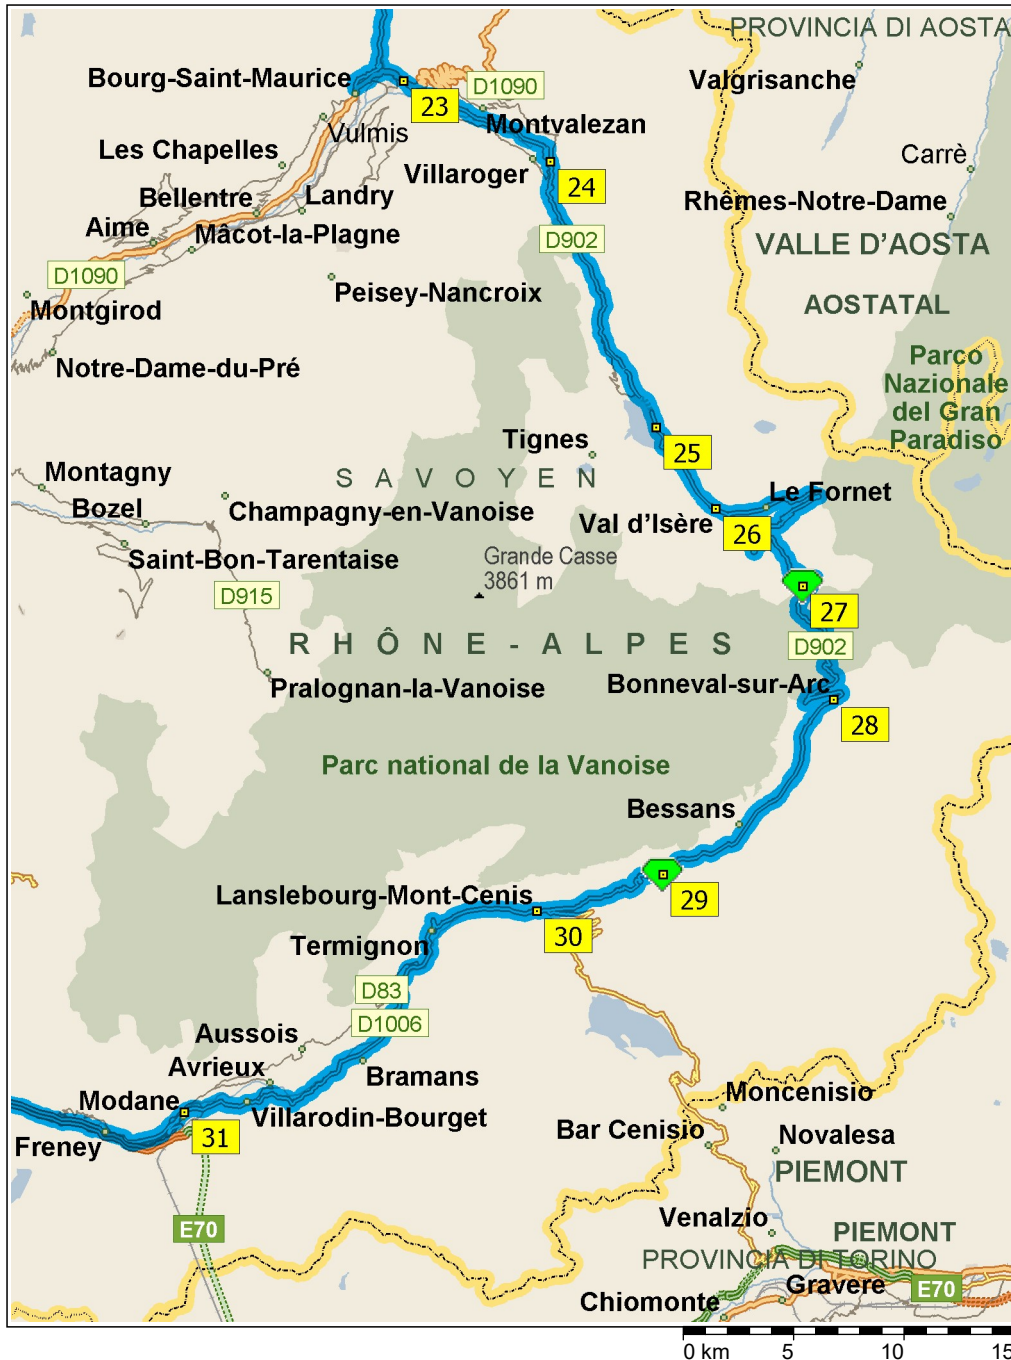 PROVINCIA DI AOSTA
Bourg-Saint-Maurice
Valgrisanche
23
D1090
Vulmis
Montvalezan
Les Chapelles
Villaroger
Carrè
24
Bellentre
Landry
Rhêmes-Notre-Dame
Aime
Mâcot-la-Plagne
D902
VALLE D'AOSTA
D1090
Peisey-Nancroix
AOSTATAL
Montgirod
Notre-Dame-du-Pré
Parco
Nazionale
del Gran
Paradiso
Tignes
25
Montagny
SAVOYEN
Le Fornet
Bozel
Champagny-en-Vanoise
Val d'Isère
26
Saint-Bon-Tarentaise
Grande Casse
3861 m
D915
27
RHÔNE-ALPES
D902
Pralognan-la-Vanoise
Bonneval-sur-Arc
28
Parc national de la Vanoise
Bessans
Lanslebourg-Mont-Cenis
29
30
Termignon
D83
D1006
Aussois
Avrieux
Bramans
Modane
Villarodin-Bourget
Moncenisio
Freney
31
Bar Cenisio
Novalesa
PIEMONT
E70
Venalzio
PIEMONT
PROVINCIA DI TORINO
Gravere
E70
Chiomonte
0 km 5 10 15